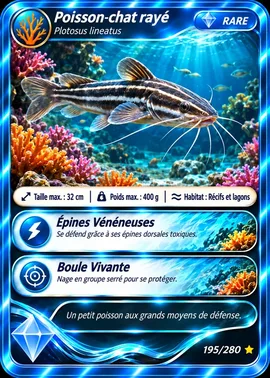 Poisson-chat rayé
Plotosus lineatus
RARE
Taille max. : 32 cm | Poids max. : 400 g | Habitat : Récifs et lagons
Épines Vénéneuses
Se défend grâce à ses épines dorsales toxiques.
Boule Vivante
Nage en groupe serré pour se protéger.
Un petit poisson aux grands moyens de défense.
195/280